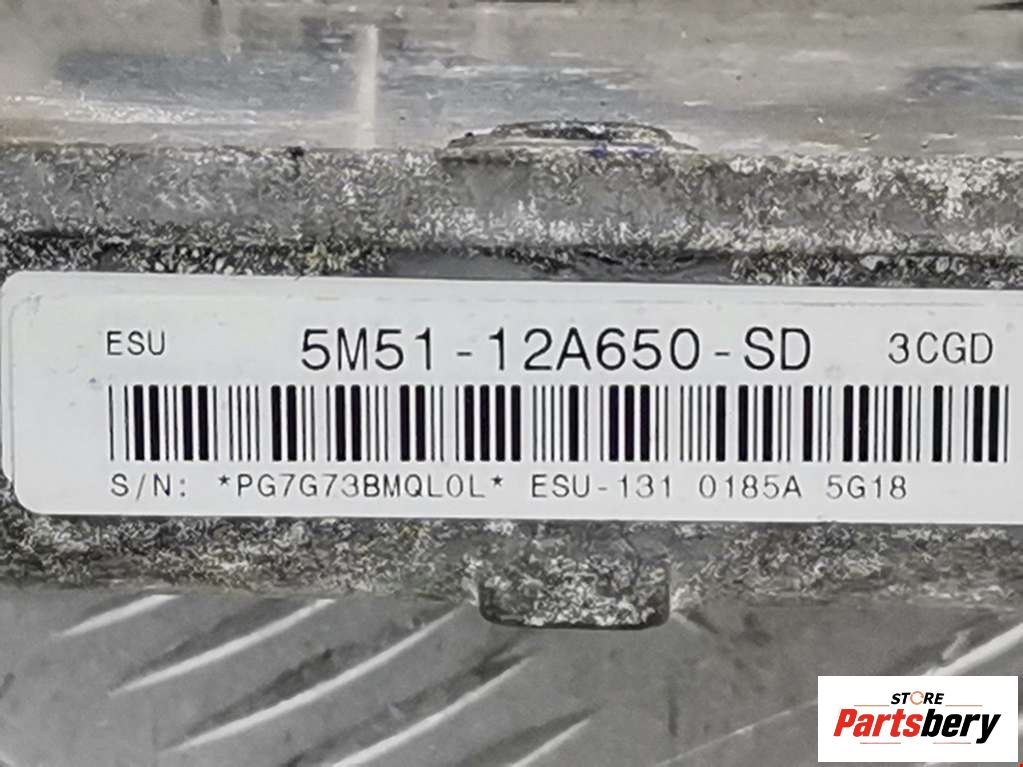 ESU 5M51-12A650-SD 3CGD
S/N: *PG7G73BMQL0L* ESU-131 0185A 5G18
STORE
Partsbery